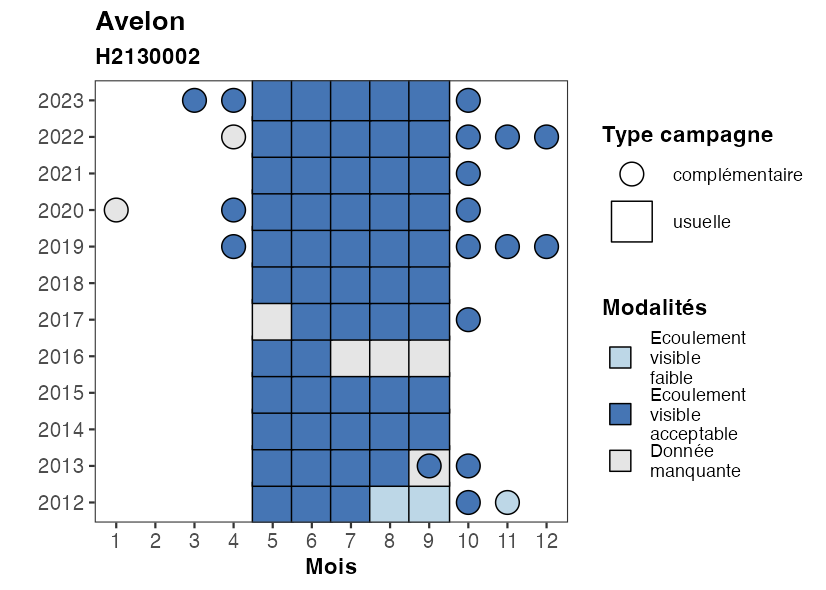 Avelon
H2130002
2023
2022
2021
2020
2019
2018
2017
2016
2015
2014
2013
2012
1 2 3 4 5 6 7 8 9 10 11 12
Mois
Type campagne
complémentaire
usuelle
Modalités
Ecoulement
visible
faible
Ecoulement
visible
acceptable
Donnée
manquante